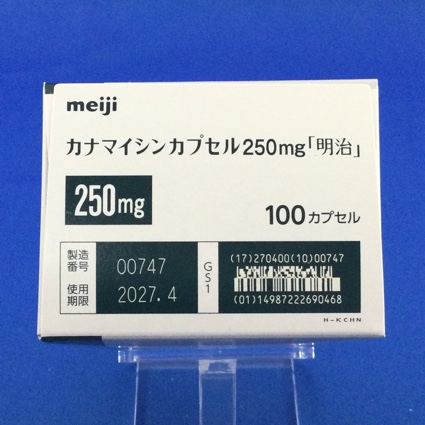 meiji
カナマイシンカプセル250mg「明治」
250mg
100カプセル
製造番号 00747
使用期限 2027.4
GS1
(17)270400(10)00747
(01)14987222690468
H-KCHN